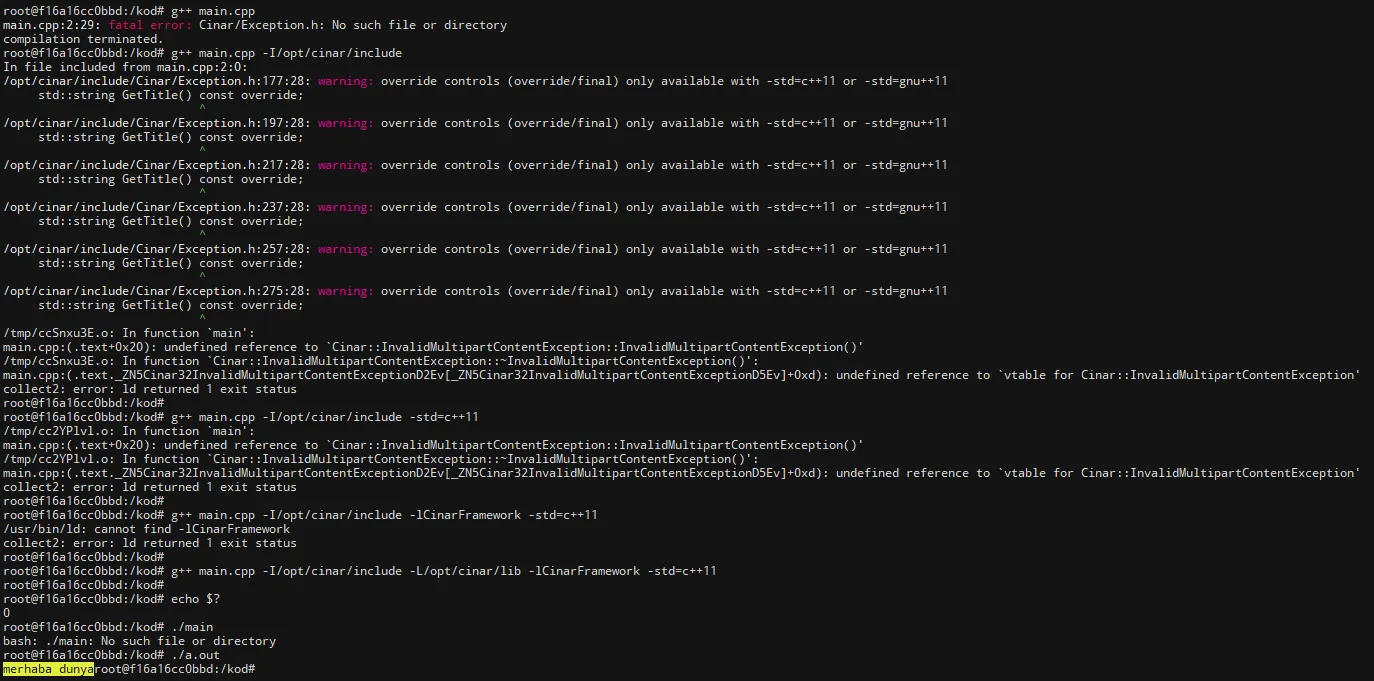 root@f16a16cc0bbd:/kod# g++ main.cpp
main.cpp:2:29: fatal error: Cinar/Exception.h: No such file or directory
compilation terminated.
root@f16a16cc0bbd:/kod# g++ main.cpp -I/opt/cinar/include
In file included from main.cpp:2:0:
/opt/cinar/include/Cinar/Exception.h:177:28: warning: override controls (override/final) only available with -std=c++11 or -std=gnu++11
     std::string GetTitle() const override;
                            ^
/opt/cinar/include/Cinar/Exception.h:197:28: warning: override controls (override/final) only available with -std=c++11 or -std=gnu++11
     std::string GetTitle() const override;
                            ^
/opt/cinar/include/Cinar/Exception.h:217:28: warning: override controls (override/final) only available with -std=c++11 or -std=gnu++11
     std::string GetTitle() const override;
                            ^
/opt/cinar/include/Cinar/Exception.h:237:28: warning: override controls (override/final) only available with -std=c++11 or -std=gnu++11
     std::string GetTitle() const override;
                            ^
/opt/cinar/include/Cinar/Exception.h:257:28: warning: override controls (override/final) only available with -std=c++11 or -std=gnu++11
     std::string GetTitle() const override;
                            ^
/opt/cinar/include/Cinar/Exception.h:275:28: warning: override controls (override/final) only available with -std=c++11 or -std=gnu++11
     std::string GetTitle() const override;
                            ^
/tmp/ccSnxu3E.o: In function `main':
main.cpp:(.text+0x20): undefined reference to `Cinar::InvalidMultipartContentException::InvalidMultipartContentException()'
/tmp/ccSnxu3E.o: In function `Cinar::InvalidMultipartContentException::~InvalidMultipartContentException()':
main.cpp:(.text._ZN5Cinar32InvalidMultipartContentExceptionD2Ev[_ZN5Cinar32InvalidMultipartContentExceptionD5Ev]+0xd): undefined reference to `vtable for Cinar::InvalidMultipartContentException'
collect2: error: ld returned 1 exit status
root@f16a16cc0bbd:/kod#
root@f16a16cc0bbd:/kod# g++ main.cpp -I/opt/cinar/include -std=c++11
/tmp/cc2YPlvl.o: In function `main':
main.cpp:(.text+0x20): undefined reference to `Cinar::InvalidMultipartContentException::InvalidMultipartContentException()'
/tmp/cc2YPlvl.o: In function `Cinar::InvalidMultipartContentException::~InvalidMultipartContentException()':
main.cpp:(.text._ZN5Cinar32InvalidMultipartContentExceptionD2Ev[_ZN5Cinar32InvalidMultipartContentExceptionD5Ev]+0xd): undefined reference to `vtable for Cinar::InvalidMultipartContentException'
collect2: error: ld returned 1 exit status
root@f16a16cc0bbd:/kod#
root@f16a16cc0bbd:/kod# g++ main.cpp -I/opt/cinar/include -lCinarFramework -std=c++11
/usr/bin/ld: cannot find -lCinarFramework
collect2: error: ld returned 1 exit status
root@f16a16cc0bbd:/kod#
root@f16a16cc0bbd:/kod# g++ main.cpp -I/opt/cinar/include -L/opt/cinar/lib -lCinarFramework -std=c++11
root@f16a16cc0bbd:/kod#
root@f16a16cc0bbd:/kod# echo $?
0
root@f16a16cc0bbd:/kod# ./main
bash: ./main: No such file or directory
root@f16a16cc0bbd:/kod# ./a.out
merhaba dunyaroot@f16a16cc0bbd:/kod#